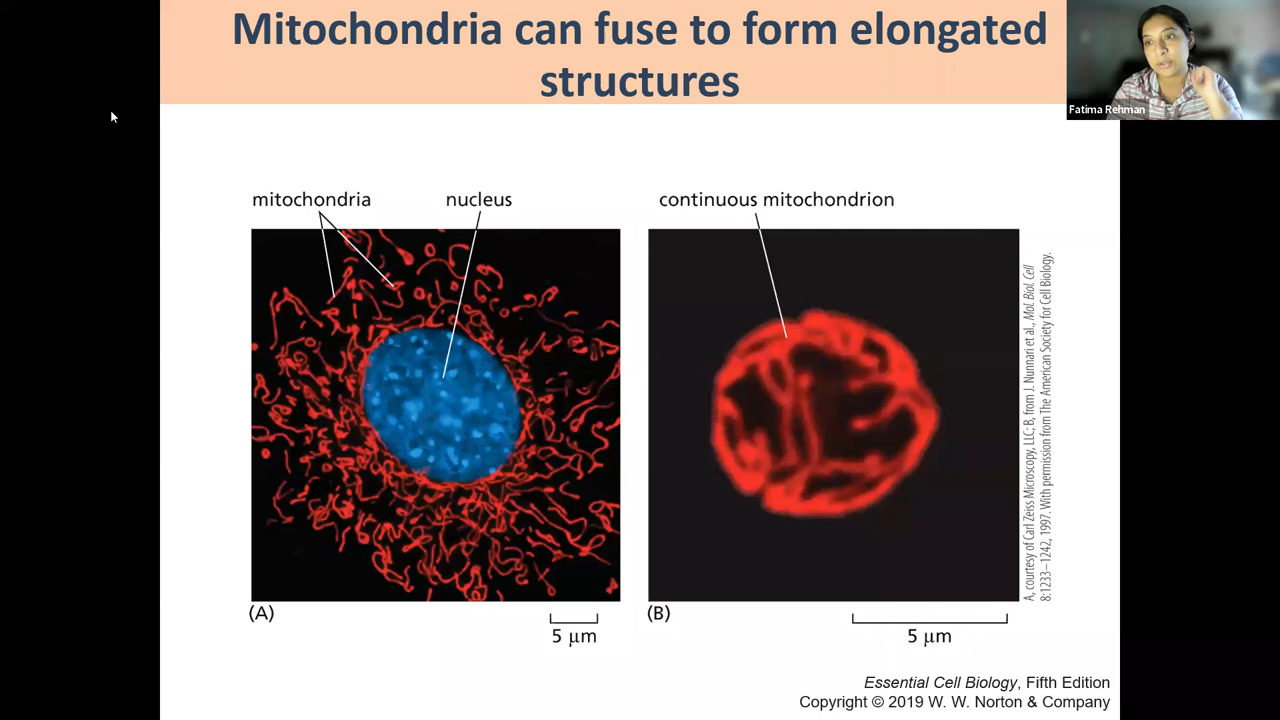 Mitochondria can fuse to form elongated
structures
Fatima Rehman
mitochondria
nucleus
continuous mitochondrion
A, courtesy of Carl Zeiss Microscopy, LLC; B, from J. Nunnari et al., Mol. Biol. Cell
8:1233–1242, 1997. With permission from The American Society for Cell Biology.
(A)
5 µm
(B)
5 µm
Essential Cell Biology, Fifth Edition
Copyright © 2019 W. W. Norton & Company